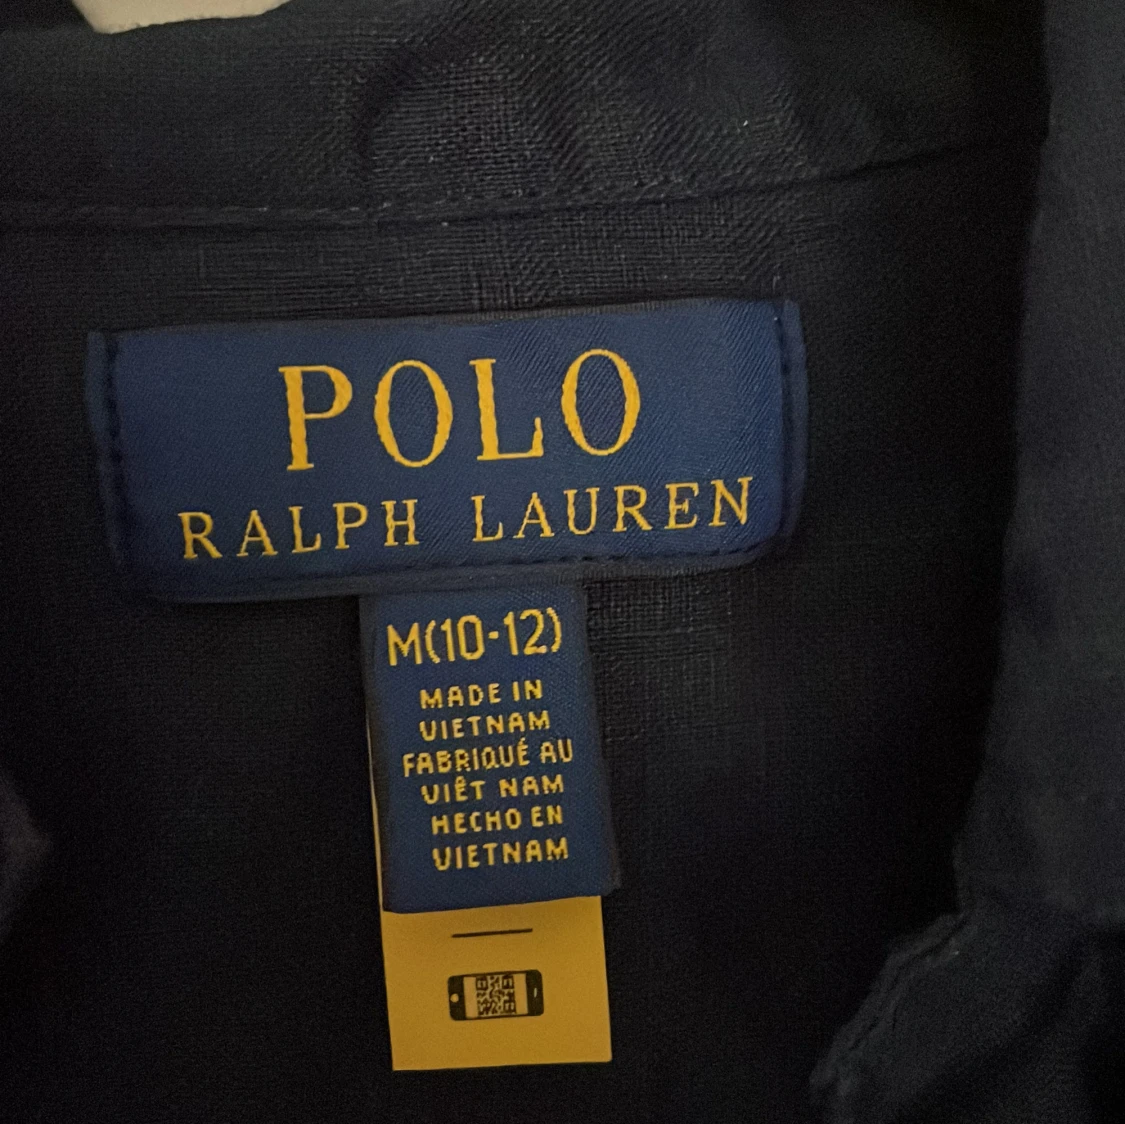 POLO
RALPH LAUREN
M(10-12)
MADE IN
VIETNAM
FABRIQUÉ AU
VIÊT NAM
HECHO EN
VIETNAM